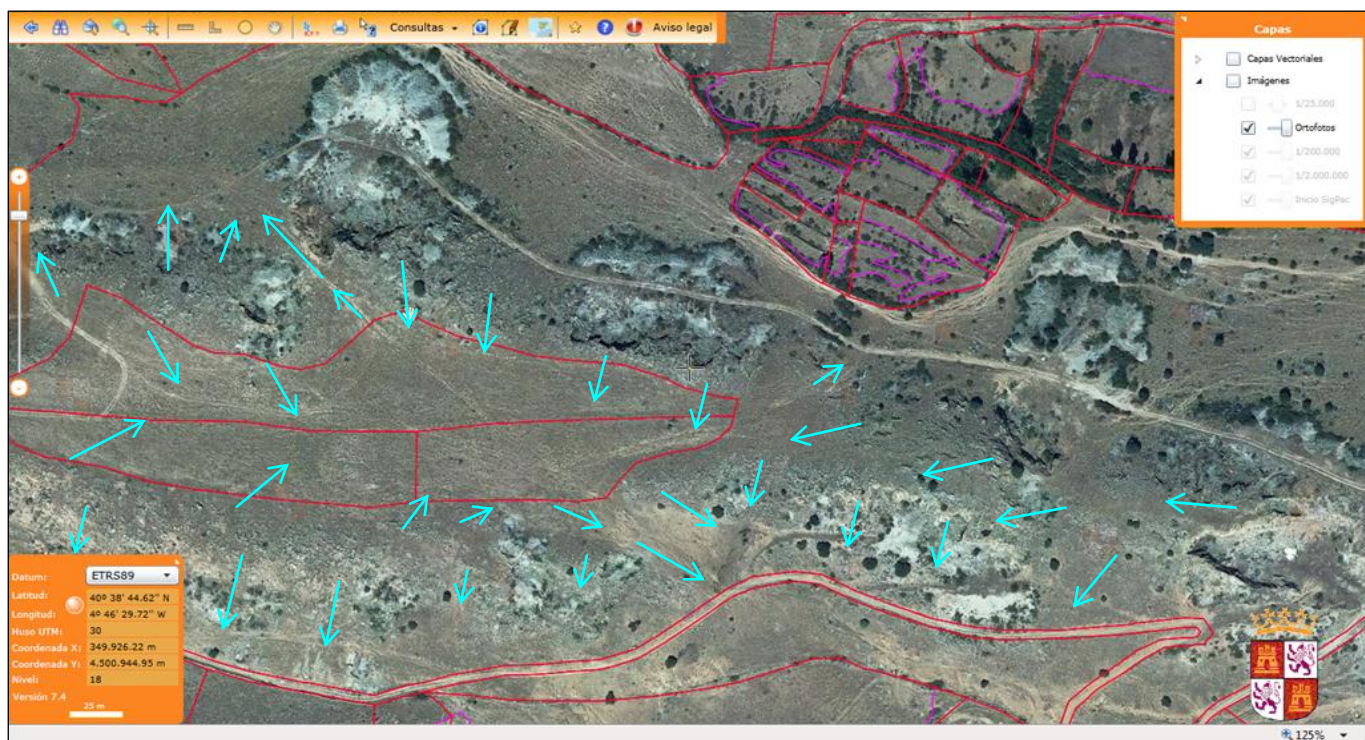 Consultas
Aviso legal
Capas
Capas Vectoriales
Imágenes
1/25.000
Ortofotos
1/200.000
1/2.000.000
Inicio SigPac
Datum: ETRS89
Latitud: 40º 38' 44.62" N
Longitud: 4º 46' 29.72" W
Huso UTM: 30
Coordenada X: 349.926.22 m
Coordenada Y: 4.500.944.95 m
Nivel: 18
Versión 7.4
25 m
125%